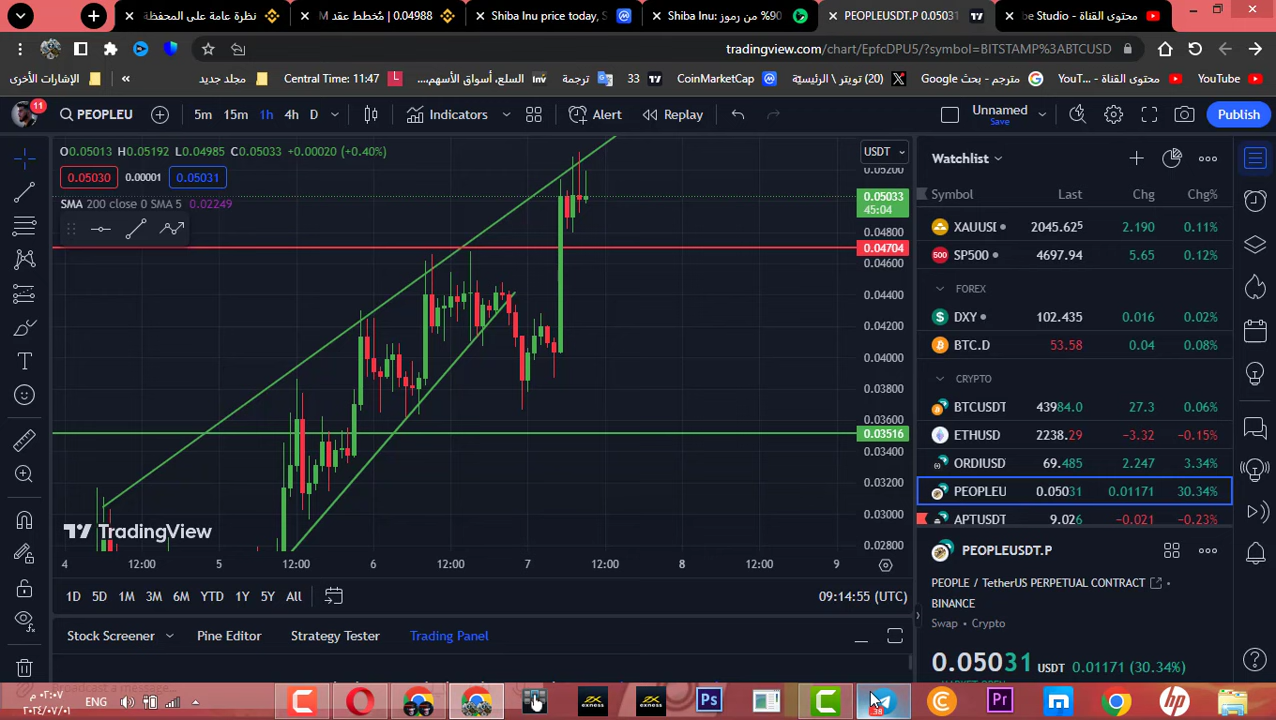 نظرة عامة على المحفظة
مُخطط عقد M | 0.04988
Shiba Inu price today, S
90% من رموز: Shiba Inu
PEOPLEUSDT.P 0.05031
محتوى القناة - be Studio
tradingview.com/chart/EpfcDPU5/?symbol=BITSTAMP%3ABTCUSD
الإشارات الأخرى
»
مجلد جديد
Central Time: 11:47
السلع، أسواق الأسهم,...
ترجمة
33
CoinMarketCap
(20) تويتر \ الرئيسيّة
مترجم - بحث Google
YouT...
YouTube
11
PEOPLEU
5m 15m 1h 4h D
Indicators
Alert
Replay
Unnamed
Save
Publish
O0.05013 H0.05192 L0.04985 C0.05033 +0.00020 (+0.40%)
0.05030 0.00001 0.05031
SMA 200 close 0 SMA 5 0.02249
USDT
0.05200
0.05033
45:04
0.04800
0.04704
0.04600
0.04400
0.04200
0.04000
0.03800
0.03600
0.03516
0.03400
0.03200
0.03000
0.02800
TradingView
4 12:00 5 12:00 6 12:00 7 12:00 8 12:00 9
1D 5D 1M 3M 6M YTD 1Y 5Y All
09:14:55 (UTC)
Stock Screener Pine Editor Strategy Tester Trading Panel
Watchlist
Symbol Last Chg Chg%
XAUUSI 2045.625 2.190 0.11%
SP500 4697.94 5.65 0.12%
FOREX
DXY 102.435 0.016 0.02%
BTC.D 53.58 0.04 0.08%
CRYPTO
BTCUSDT 43984.0 27.3 0.06%
ETHUSD 2238.29 −3.32 −0.15%
ORDIUSD 69.485 2.247 3.34%
PEOPLEU 0.05031 0.01171 30.34%
APTUSDT 9.026 −0.021 −0.23%
PEOPLEUSDT.P
PEOPLE / TetherUS PERPETUAL CONTRACT
BINANCE
Swap • Crypto
0.05031 USDT 0.01171 (30.34%)
ENG
exness
exness
Ps
38
Pr
hp